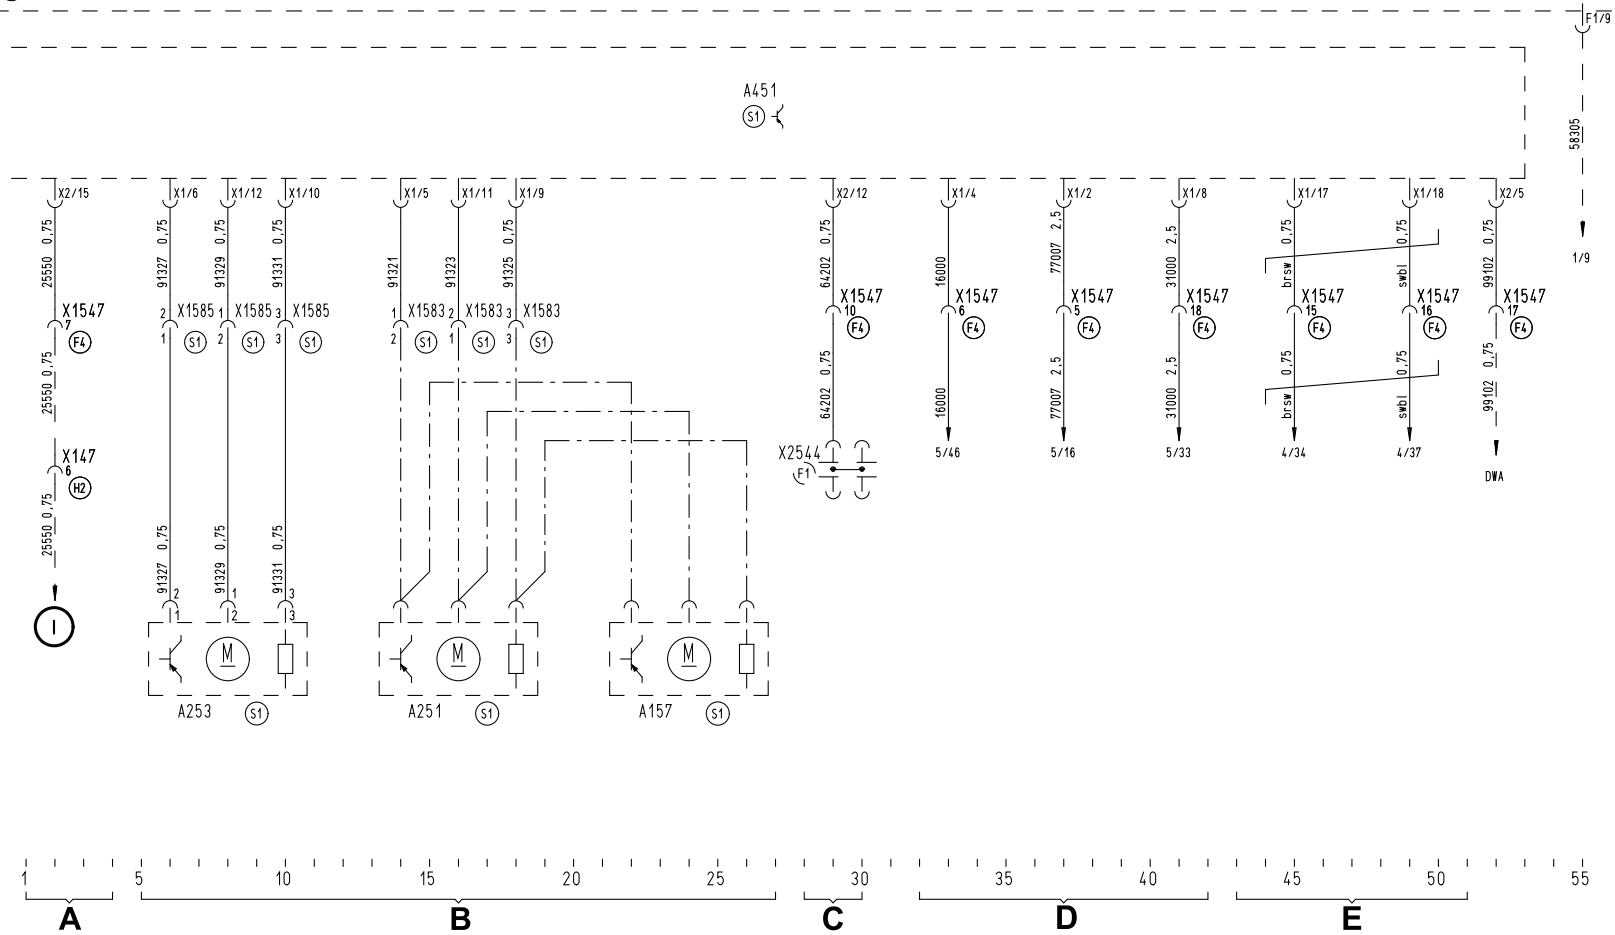 F1/9
A451
S1
58305
X2/15
X1/6
X1/12
X1/10
X1/5
X1/11
X1/9
X2/12
X1/4
X1/2
X1/8
X1/17
X1/18
X2/5
25550 0,75
91327 0,75
91329 0,75
91331 0,75
91321
91323
91325 0,75
64202 0,75
16000
77007 2,5
31000 2,5
brsw 0,75
swbl 0,75
99102 0,75
1/9
X1547
7
F4
2 X1585
1 S1
1 X1585
2 S1
3 X1585
3 S1
1 X1583
2 S1
2 X1583
1 S1
3 X1583
3 S1
X1547
10
F4
X1547
6
F4
X1547
5
F4
X1547
18
F4
X1547
15
F4
X1547
16
F4
X1547
17
F4
25550 0,75
64202 0,75
16000
77007 2,5
31000 2,5
brsw 0,75
swbl 0,75
99102 0,75
X147
6
H2
X2544
F1
5/46
5/16
5/33
4/34
4/37
DWA
25550 0,75
91327 0,75
91329 0,75
91331 0,75
2
1
3
1
2
3
I
M
M
M
A253 S1
A251 S1
A157 S1
1 5 10 15 20 25 30 35 40 45 50 55
A B C D E